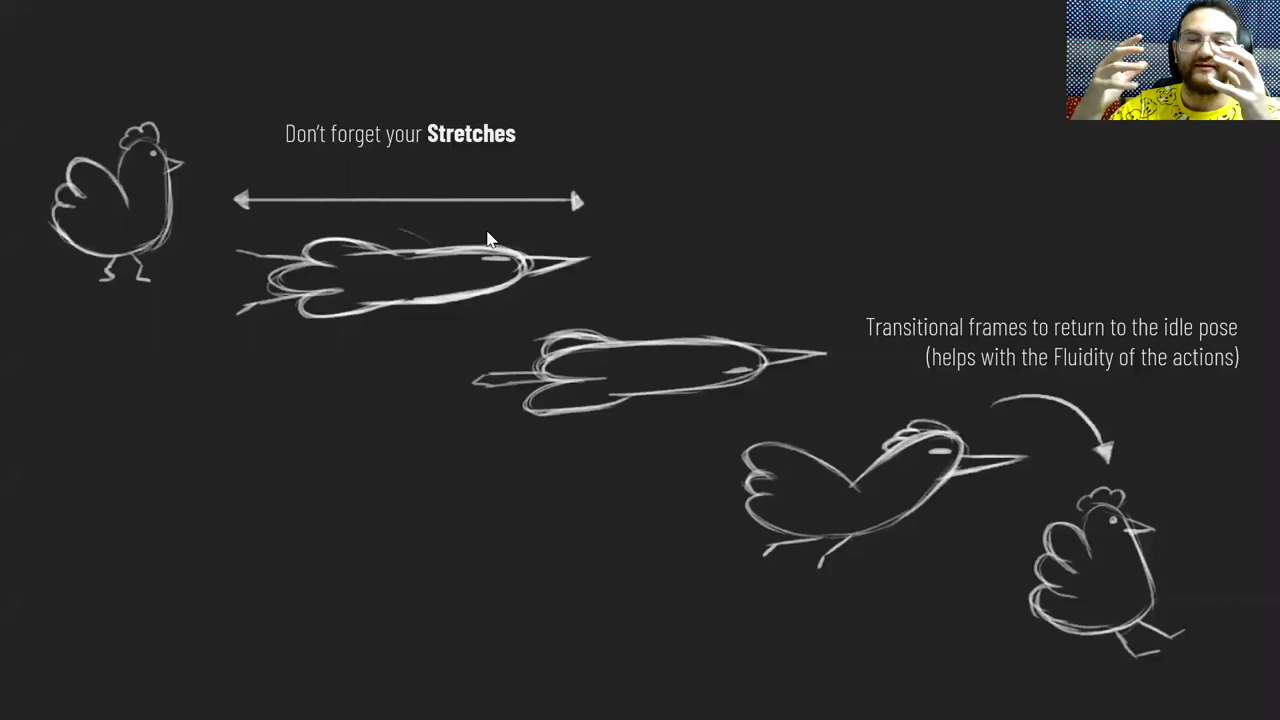 Don't forget your Stretches
Transitional frames to return to the idle pose
(helps with the Fluidity of the actions)